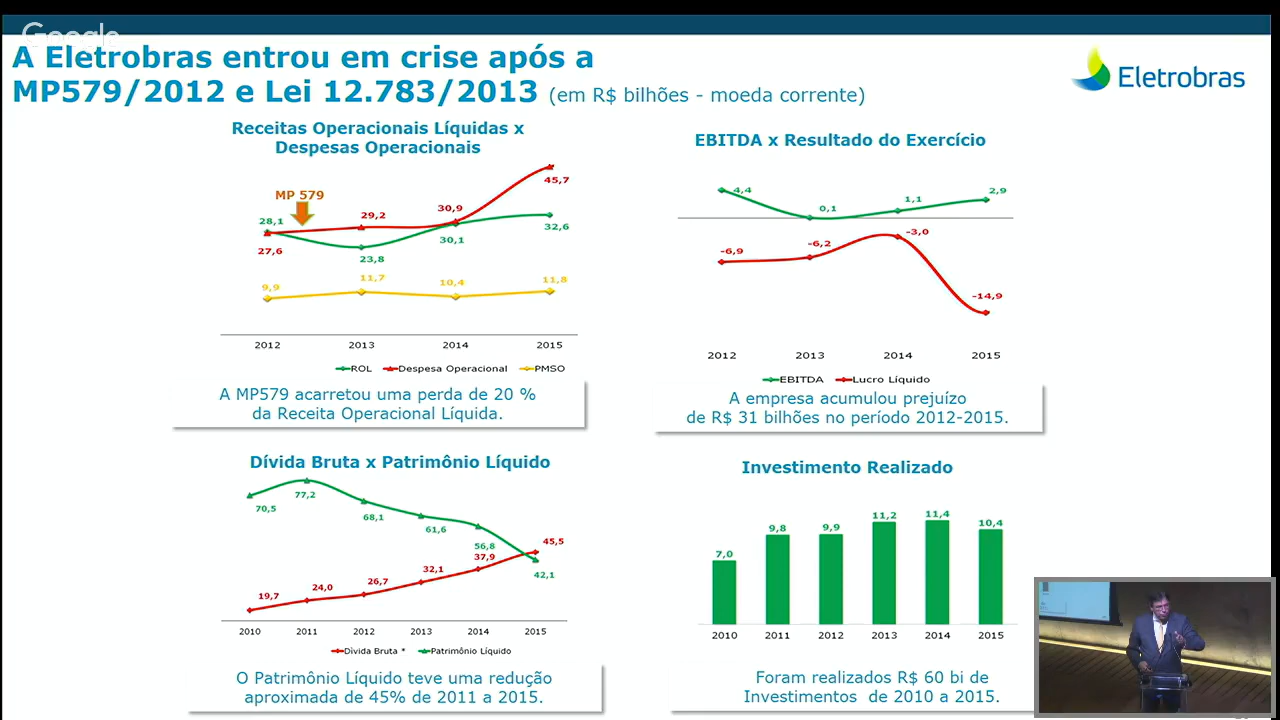 Google
A Eletrobras entrou em crise após a
MP579/2012 e Lei 12.783/2013 (em R$ bilhões - moeda corrente)
Eletrobras
Receitas Operacionais Líquidas x
Despesas Operacionais
MP 579
28,1
27,6
29,2
23,8
30,9
30,1
45,7
32,6
9,9
11,7
10,4
11,8
2012 2013 2014 2015
ROL Despesa Operacional PMSO
A MP579 acarretou uma perda de 20 %
da Receita Operacional Líquida.
EBITDA x Resultado do Exercício
4,4
0,1
1,1
2,9
-6,9
-6,2
-3,0
-14,9
2012 2013 2014 2015
EBITDA Lucro Líquido
A empresa acumulou prejuízo
de R$ 31 bilhões no período 2012-2015.
Dívida Bruta x Patrimônio Líquido
70,5
77,2
68,1
61,6
56,8
42,1
19,7
24,0
26,7
32,1
37,9
45,5
2010 2011 2012 2013 2014 2015
Dívida Bruta * Patrimônio Líquido
O Patrimônio Líquido teve uma redução
aproximada de 45% de 2011 a 2015.
Investimento Realizado
7,0
9,8
9,9
11,2
11,4
10,4
2010 2011 2012 2013 2014 2015
Foram realizados R$ 60 bi de
Investimentos de 2010 a 2015.